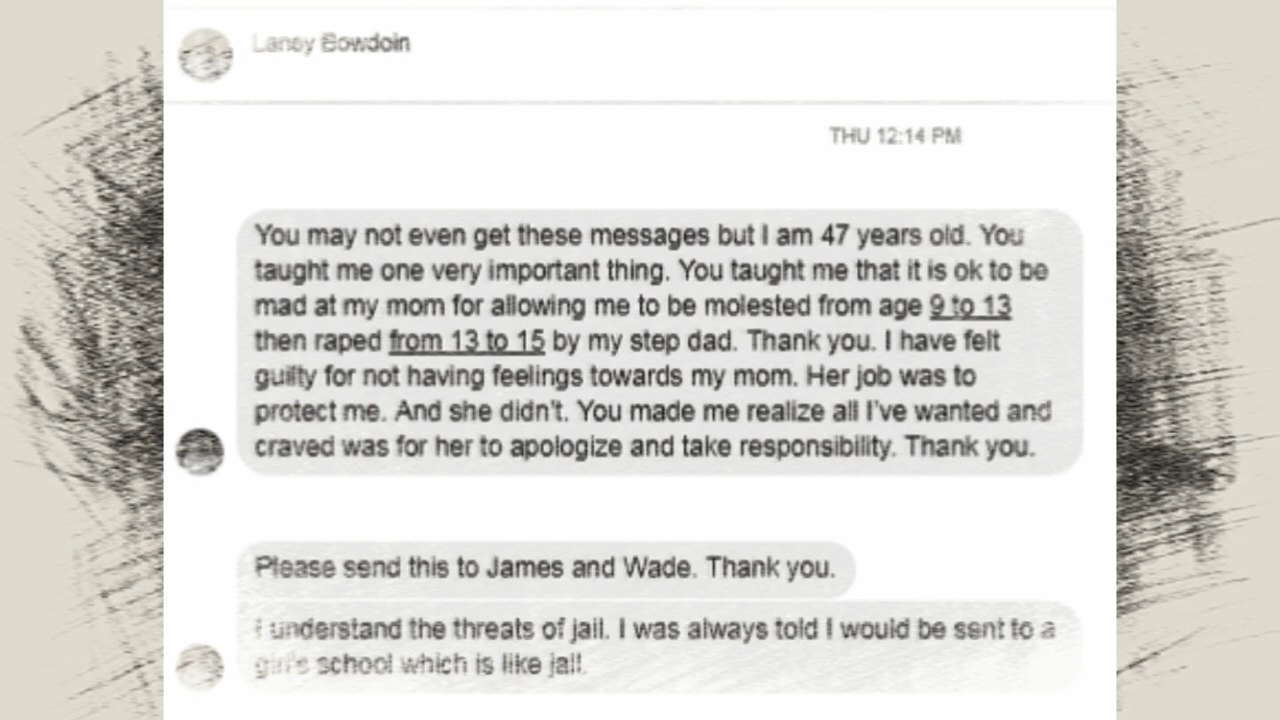 Laney Bowdoin
THU 12:14 PM
You may not even get these messages but I am 47 years old. You
taught me one very important thing. You taught me that it is ok to be
mad at my mom for allowing me to be molested from age 9 to 13
then raped from 13 to 15 by my step dad. Thank you. I have felt
guilty for not having feelings towards my mom. Her job was to
protect me. And she didn't. You made me realize all I've wanted and
craved was for her to apologize and take responsibility. Thank you.
Please send this to James and Wade. Thank you.
I understand the threats of jail. I was always told I would be sent to a
girl's school which is like jail.